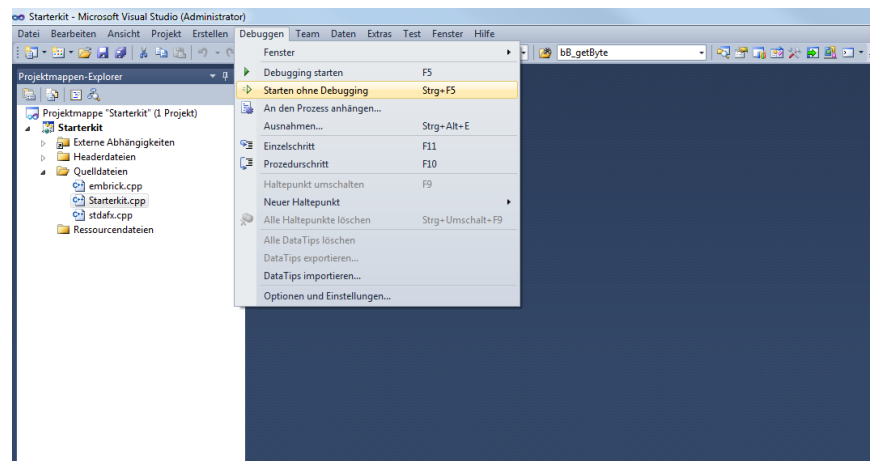 Starterkit - Microsoft Visual Studio (Administrator)
Datei Bearbeiten Ansicht Projekt Erstellen Debuggen Team Daten Extras Test Fenster Hilfe
bB_getByte
Projektmappen-Explorer
Projektmappe "Starterkit" (1 Projekt)
Starterkit
Externe Abhängigkeiten
Headerdateien
Quelldateien
embrick.cpp
Starterkit.cpp
stdafx.cpp
Ressourcendateien
Fenster
Debugging starten F5
Starten ohne Debugging Strg+F5
An den Prozess anhängen...
Ausnahmen... Strg+Alt+E
Einzelschritt F11
Prozedurschritt F10
Haltepunkt umschalten F9
Neuer Haltepunkt
Alle Haltepunkte löschen Strg+Umschalt+F9
Alle DataTips löschen
DataTips exportieren...
DataTips importieren...
Optionen und Einstellungen...